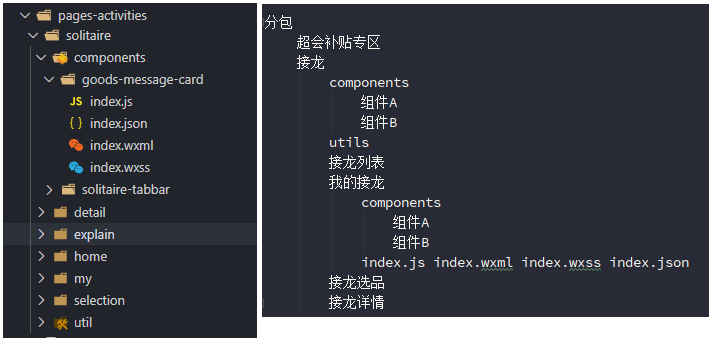 pages-activities
solitaire
components
goods-message-card
JS index.js
{ } index.json
index.wxml
index.wxss
solitaire-tabbar
detail
explain
home
my
selection
util
分包
超会补贴专区
接龙
components
组件A
组件B
utils
接龙列表
我的接龙
components
组件A
组件B
index.js index.wxml index.wxss index.json
接龙选品
接龙详情